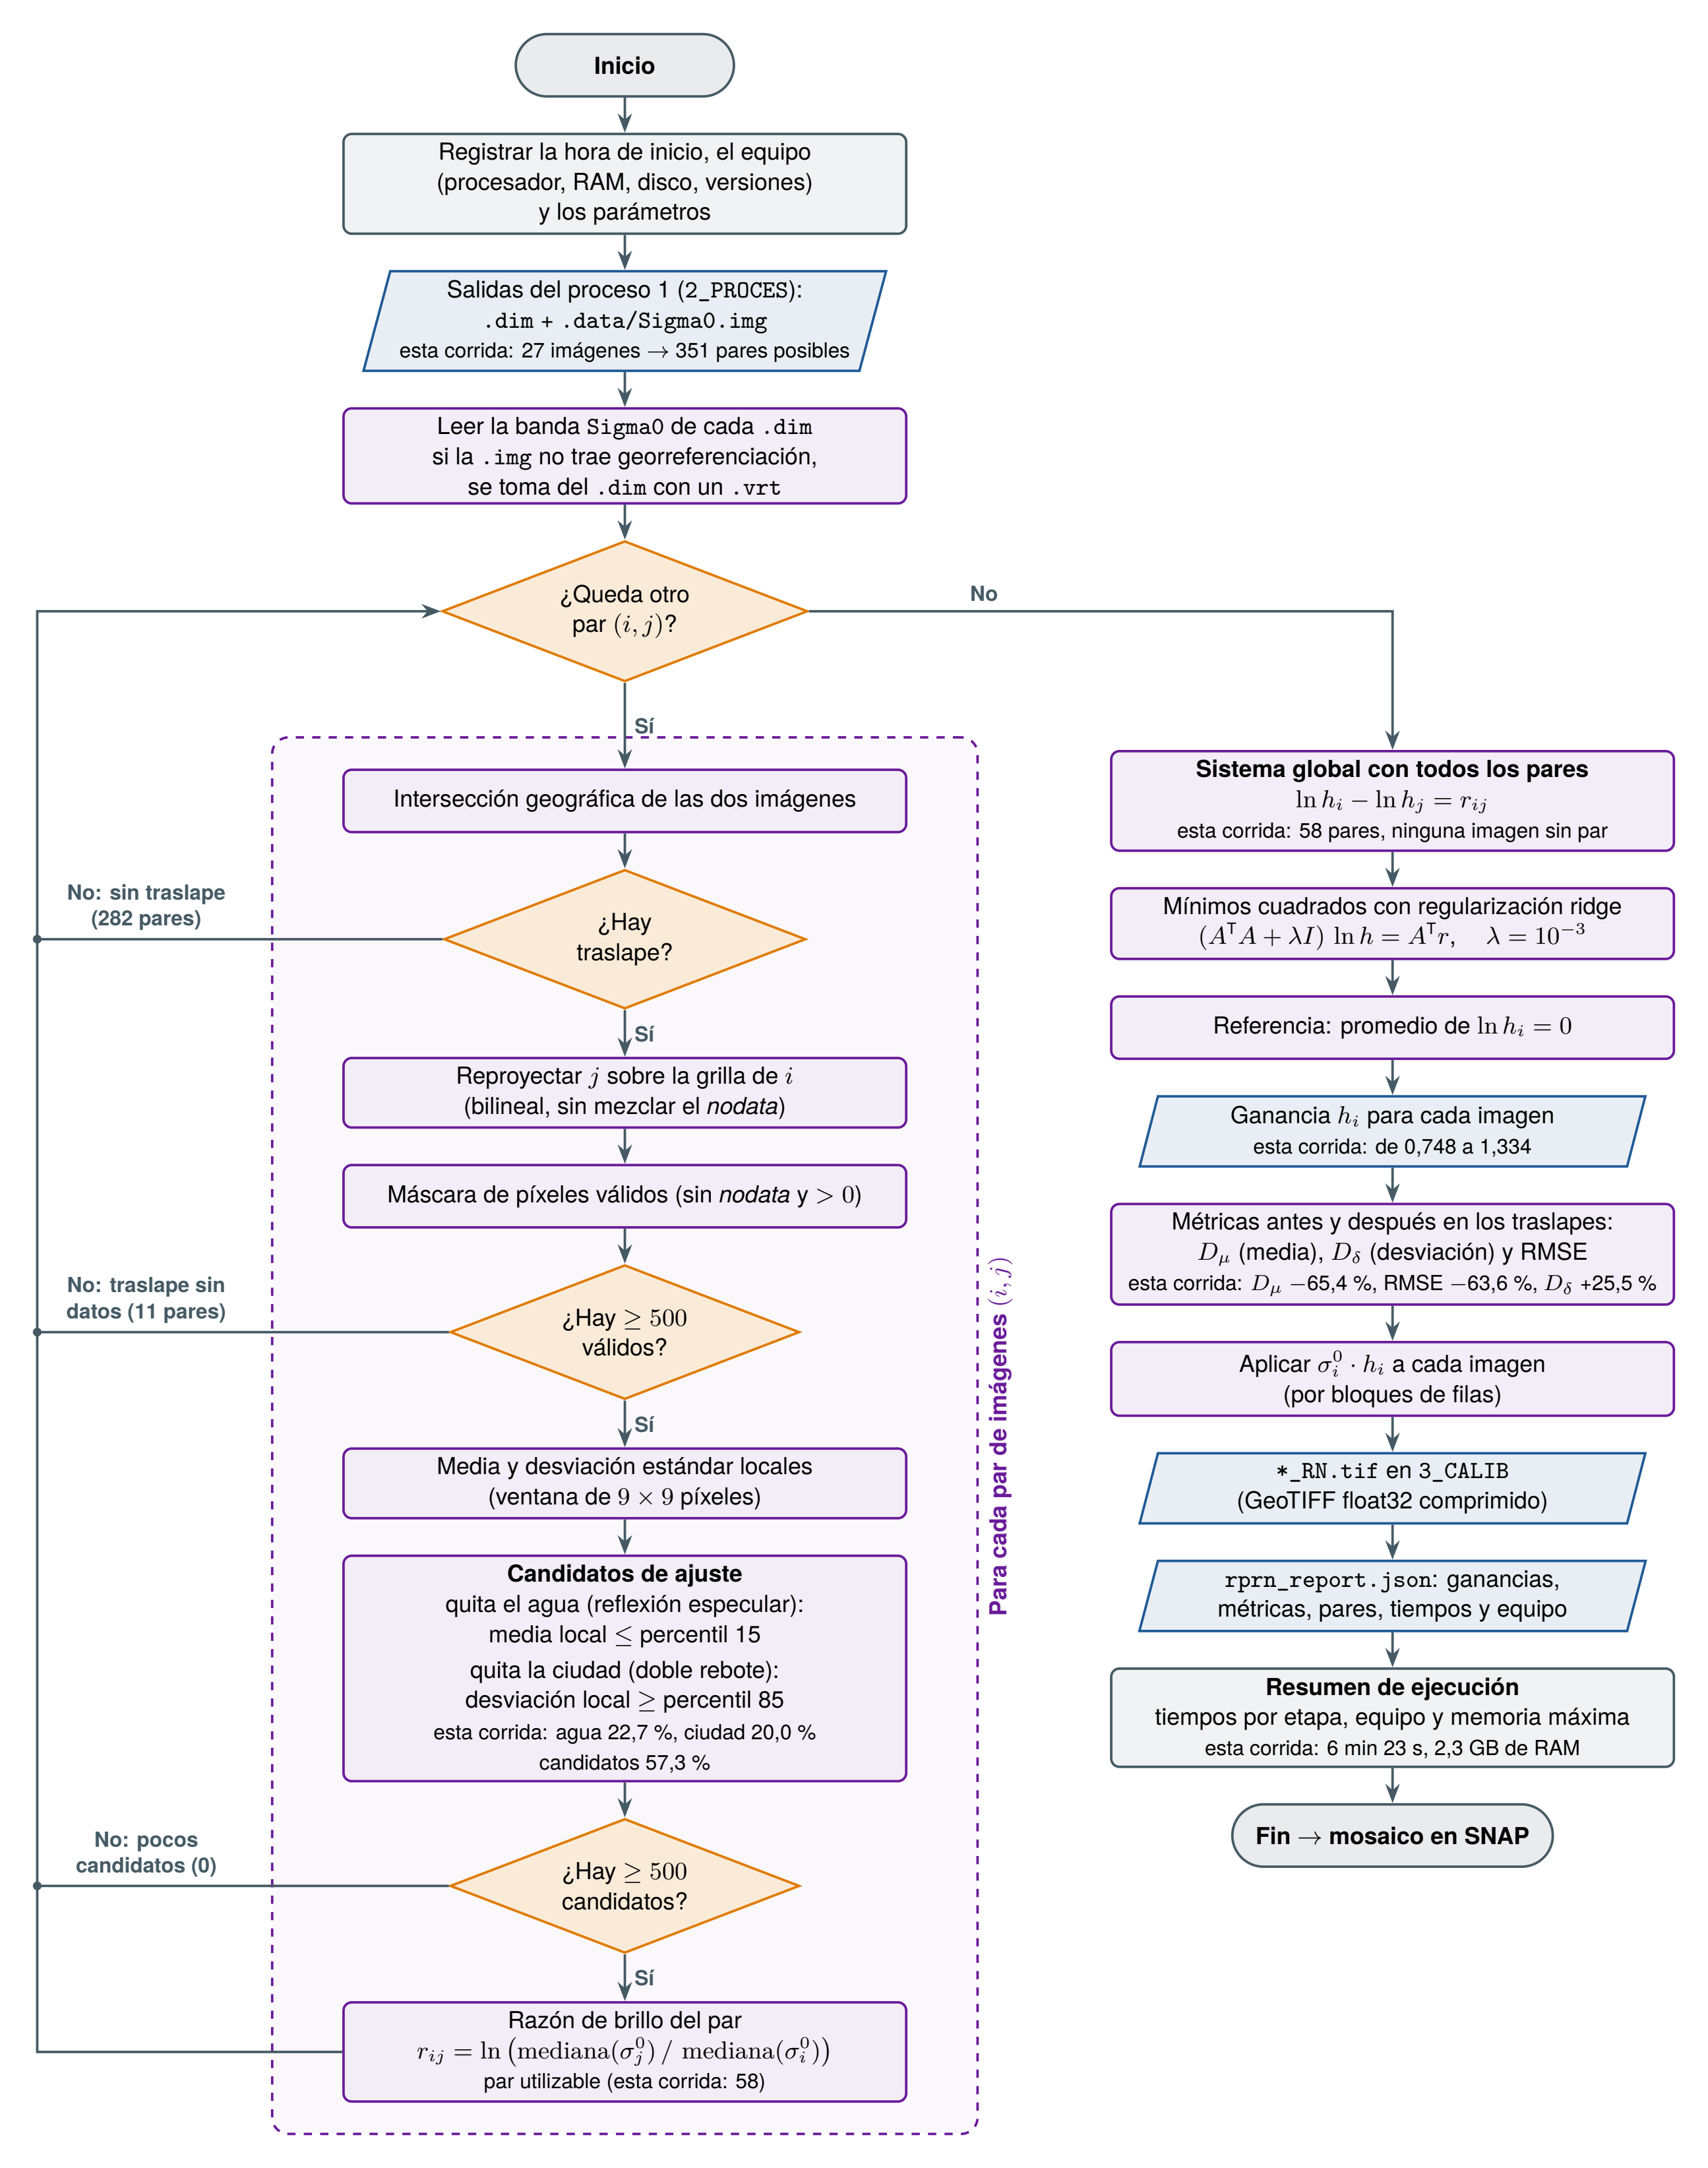 Inicio
Registrar la hora de inicio, el equipo
(procesador, RAM, disco, versiones)
y los parámetros
Salidas del proceso 1 (2_PROCES):
.dim + .data/Sigma0.img
esta corrida: 27 imágenes → 351 pares posibles
Leer la banda Sigma0 de cada .dim
si la .img no trae georreferenciación,
se toma del .dim con un .vrt
¿Queda otro
par (i, j)?
No
Sí
Para cada par de imágenes (i, j)
Intersección geográfica de las dos imágenes
¿Hay
traslape?
No: sin traslape
(282 pares)
Sí
Reproyectar j sobre la grilla de i
(bilineal, sin mezclar el nodata)
Máscara de píxeles válidos (sin nodata y > 0)
¿Hay ≥ 500
válidos?
No: traslape sin
datos (11 pares)
Sí
Media y desviación estándar locales
(ventana de 9 × 9 píxeles)
Candidatos de ajuste
quita el agua (reflexión especular):
media local ≤ percentil 15
quita la ciudad (doble rebote):
desviación local ≥ percentil 85
esta corrida: agua 22,7 %, ciudad 20,0 %
candidatos 57,3 %
¿Hay ≥ 500
candidatos?
No: pocos
candidatos (0)
Sí
Razón de brillo del par
r_ij = ln (mediana(σ_j^0) / mediana(σ_i^0))
par utilizable (esta corrida: 58)
Sistema global con todos los pares
ln h_i − ln h_j = r_ij
esta corrida: 58 pares, ninguna imagen sin par
Mínimos cuadrados con regularización ridge
(AᵀA + λI) ln h = Aᵀr, λ = 10⁻³
Referencia: promedio de ln h_i = 0
Ganancia h_i para cada imagen
esta corrida: de 0,748 a 1,334
Métricas antes y después en los traslapes:
D_μ (media), D_δ (desviación) y RMSE
esta corrida: D_μ −65,4 %, RMSE −63,6 %, D_δ +25,5 %
Aplicar σ_i^0 · h_i a cada imagen
(por bloques de filas)
*_RN.tif en 3_CALIB
(GeoTIFF float32 comprimido)
rprn_report.json: ganancias,
métricas, pares, tiempos y equipo
Resumen de ejecución
tiempos por etapa, equipo y memoria máxima
esta corrida: 6 min 23 s, 2,3 GB de RAM
Fin → mosaico en SNAP